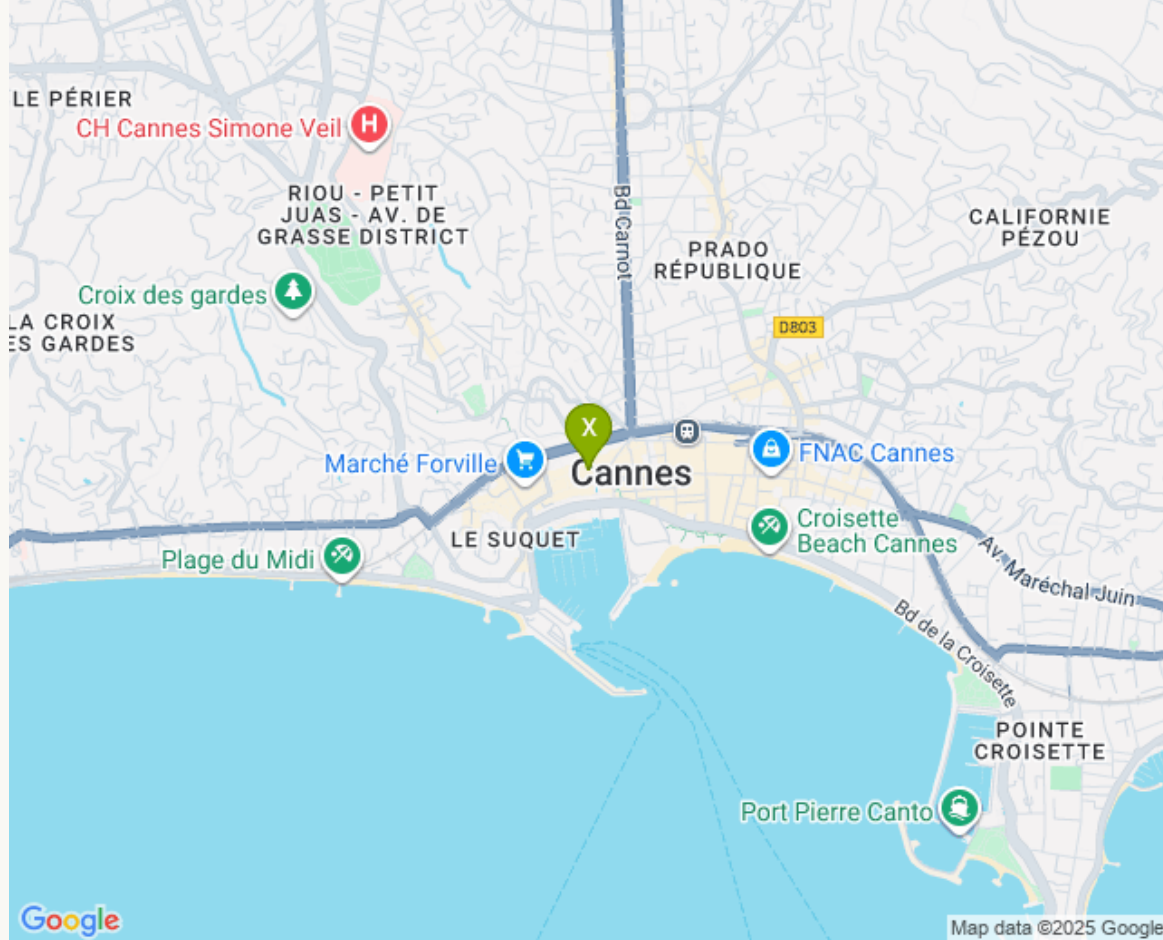 LE PÉRIER
CH Cannes Simone Veil
H
RIOU - PETIT
JUAS - AV. DE
GRASSE DISTRICT
Bd Carnot
CALIFORNIE
PÉZOU
PRADO
RÉPUBLIQUE
Croix des gardes
LA CROIX
ES GARDES
D803
X
Marché Forville
Cannes
FNAC Cannes
LE SUQUET
Croisette
Beach Cannes
Plage du Midi
Av. Maréchal Juin
Bd de la Croisette
POINTE
CROISETTE
Port Pierre Canto
Google
Map data ©2025 Google